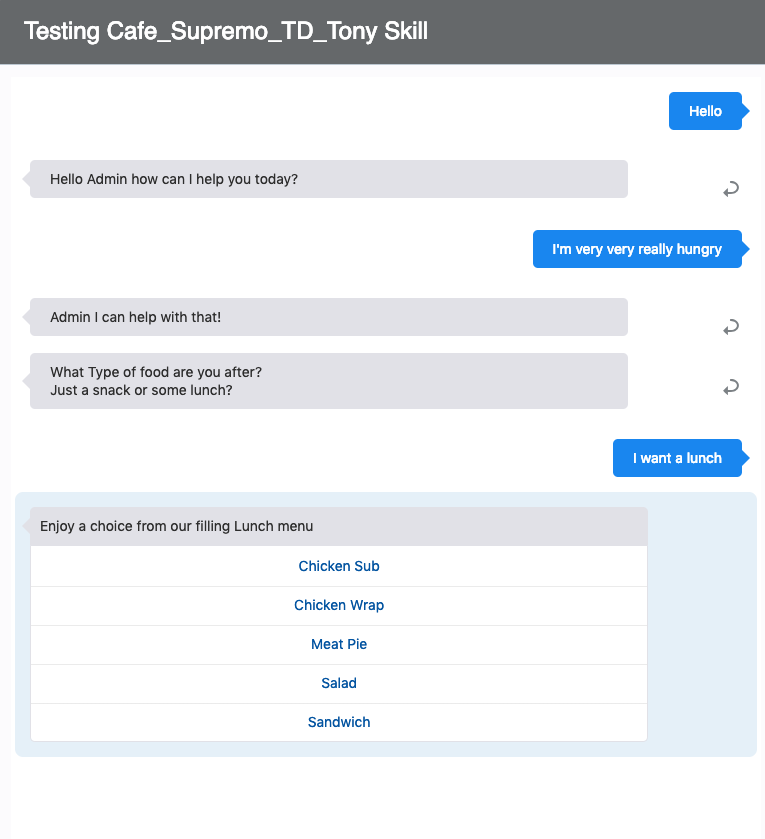 Testing Cafe_Supremo_TD_Tony Skill
Hello
Hello Admin how can I help you today?
I'm very very really hungry
Admin I can help with that!
What Type of food are you after?
Just a snack or some lunch?
I want a lunch
Enjoy a choice from our filling Lunch menu
Chicken Sub
Chicken Wrap
Meat Pie
Salad
Sandwich